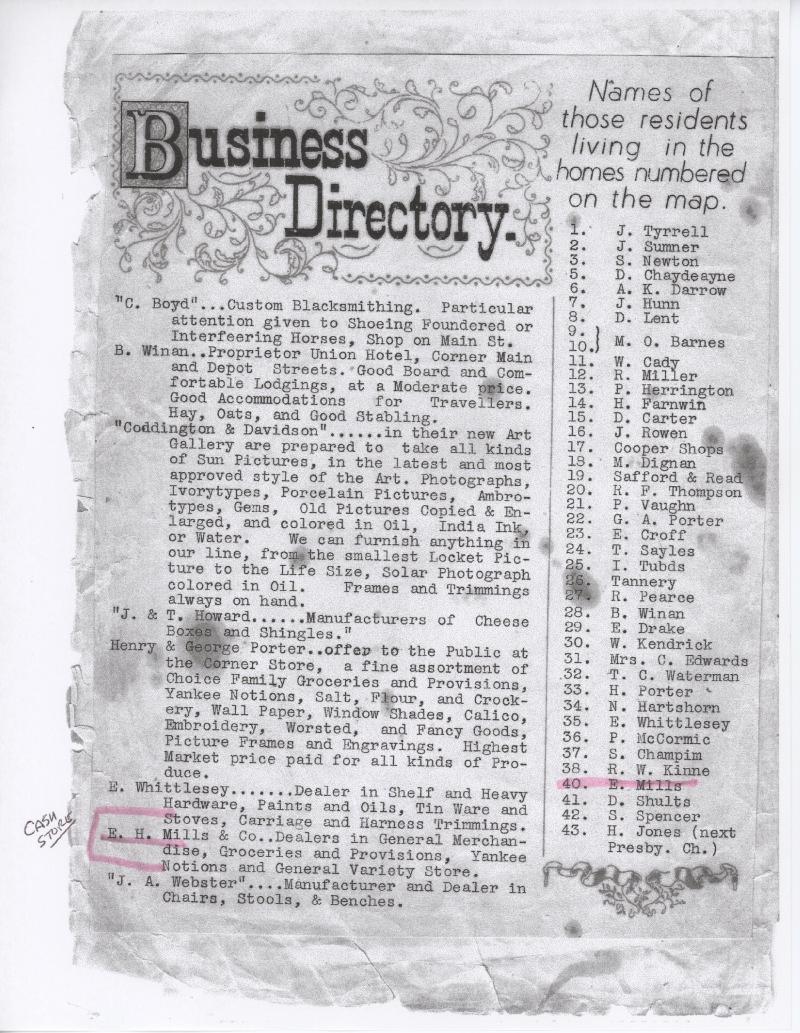 Business
Directory.
"C. Boyd"...Custom Blacksmithing. Particular
attention given to Shoeing Foundered or
Interfeering Horses, Shop on Main St.
B. Winan..Proprietor Union Hotel, Corner Main
and Depot Streets. Good Board and Com-
fortable Lodgings, at a Moderate price.
Good Accommodations for Travellers.
Hay, Oats, and Good Stabling.
"Coddington & Davidson"......in their new Art
Gallery are prepared to take all kinds
of Sun Pictures, in the latest and most
approved style of the Art. Photographs,
Ivorytypes, Porcelain Pictures, Ambro-
types, Gems, Old Pictures Copied & En-
larged, and colored in Oil, India Ink,
or Water. We can furnish anything in
our line, from the smallest Locket Pic-
ture to the Life Size, Solar Photograph
colored in Oil. Frames and Trimmings
always on hand.
"J. & T. Howard......Manufacturers of Cheese
Boxes and Shingles."
Henry & George Porter..offer to the Public at
the Corner Store, a fine assortment of
Choice Family Groceries and Provisions,
Yankee Notions, Salt, Flour, and Crock-
ery, Wall Paper, Window Shades, Calico,
Embroidery, Worsted, and Fancy Goods,
Picture Frames and Engravings. Highest
Market price paid for all kinds of Pro-
duce.
E. Whittlesey.......Dealer in Shelf and Heavy
Hardware, Paints and Oils, Tin Ware and
Stoves, Carriage and Harness Trimmings.
CASH
STORE
E. H. Mills & Co..Dealers in General Merchan-
dise, Groceries and Provisions, Yankee
Notions and General Variety Store.
"J. A. Webster"....Manufacturer and Dealer in
Chairs, Stools, & Benches.
Names of
those residents
living in the
homes numbered
on the map.
1. J. Tyrrell
2. J. Sumner
3. S. Newton
5. D. Chaydeayne
6. A. K. Darrow
7. J. Hunn
8. D. Lent
9.
10. } M. O. Barnes
11. W. Cady
12. R. Miller
13. P. Herrington
14. H. Farnwin
15. D. Carter
16. J. Rowen
17. Cooper Shops
18. M. Dignan
19. Safford & Read
20. R. F. Thompson
21. P. Vaughn
22. G. A. Porter
23. E. Croff
24. T. Sayles
25. I. Tubds
26. Tannery
27. R. Pearce
28. B. Winan
29. E. Drake
30. W. Kendrick
31. Mrs. C. Edwards
32. T. C. Waterman
33. H. Porter
34. N. Hartshorn
35. E. Whittlesey
36. P. McCormic
37. S. Champim
38. R. W. Kinne
40. E. Mills
41. D. Shults
42. S. Spencer
43. H. Jones (next
Presby. Ch.)